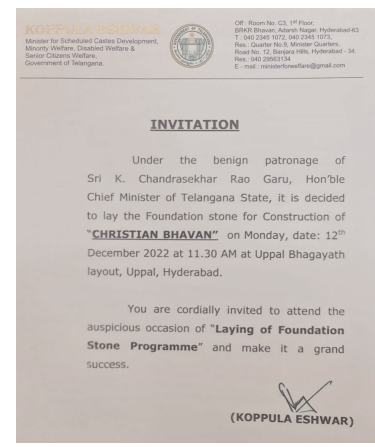 KOPPULA ESHWAR
Minister for Scheduled Castes Development,
Minority Welfare, Disabled Welfare &
Senior Citizens Welfare,
Government of Telangana.
Off : Room No. C3, 1st Floor,
BRKR Bhavan, Adarsh Nagar, Hyderabad-63.
T : 040 2345 1072, 040 2345 1073,
Res.: Quarter No.9, Minister Quarters,
Road No. 12, Banjara Hills, Hyderabad - 34.
Res.: 040 29563134
E - mail : ministerforwelfare@gmail.com
INVITATION
Under the benign patronage of
Sri K. Chandrasekhar Rao Garu, Hon'ble
Chief Minister of Telangana State, it is decided
to lay the Foundation stone for Construction of
"CHRISTIAN BHAVAN" on Monday, date: 12th
December 2022 at 11.30 AM at Uppal Bhagayath
layout, Uppal, Hyderabad.
You are cordially invited to attend the
auspicious occasion of "Laying of Foundation
Stone Programme" and make it a grand
success.
(KOPPULA ESHWAR)